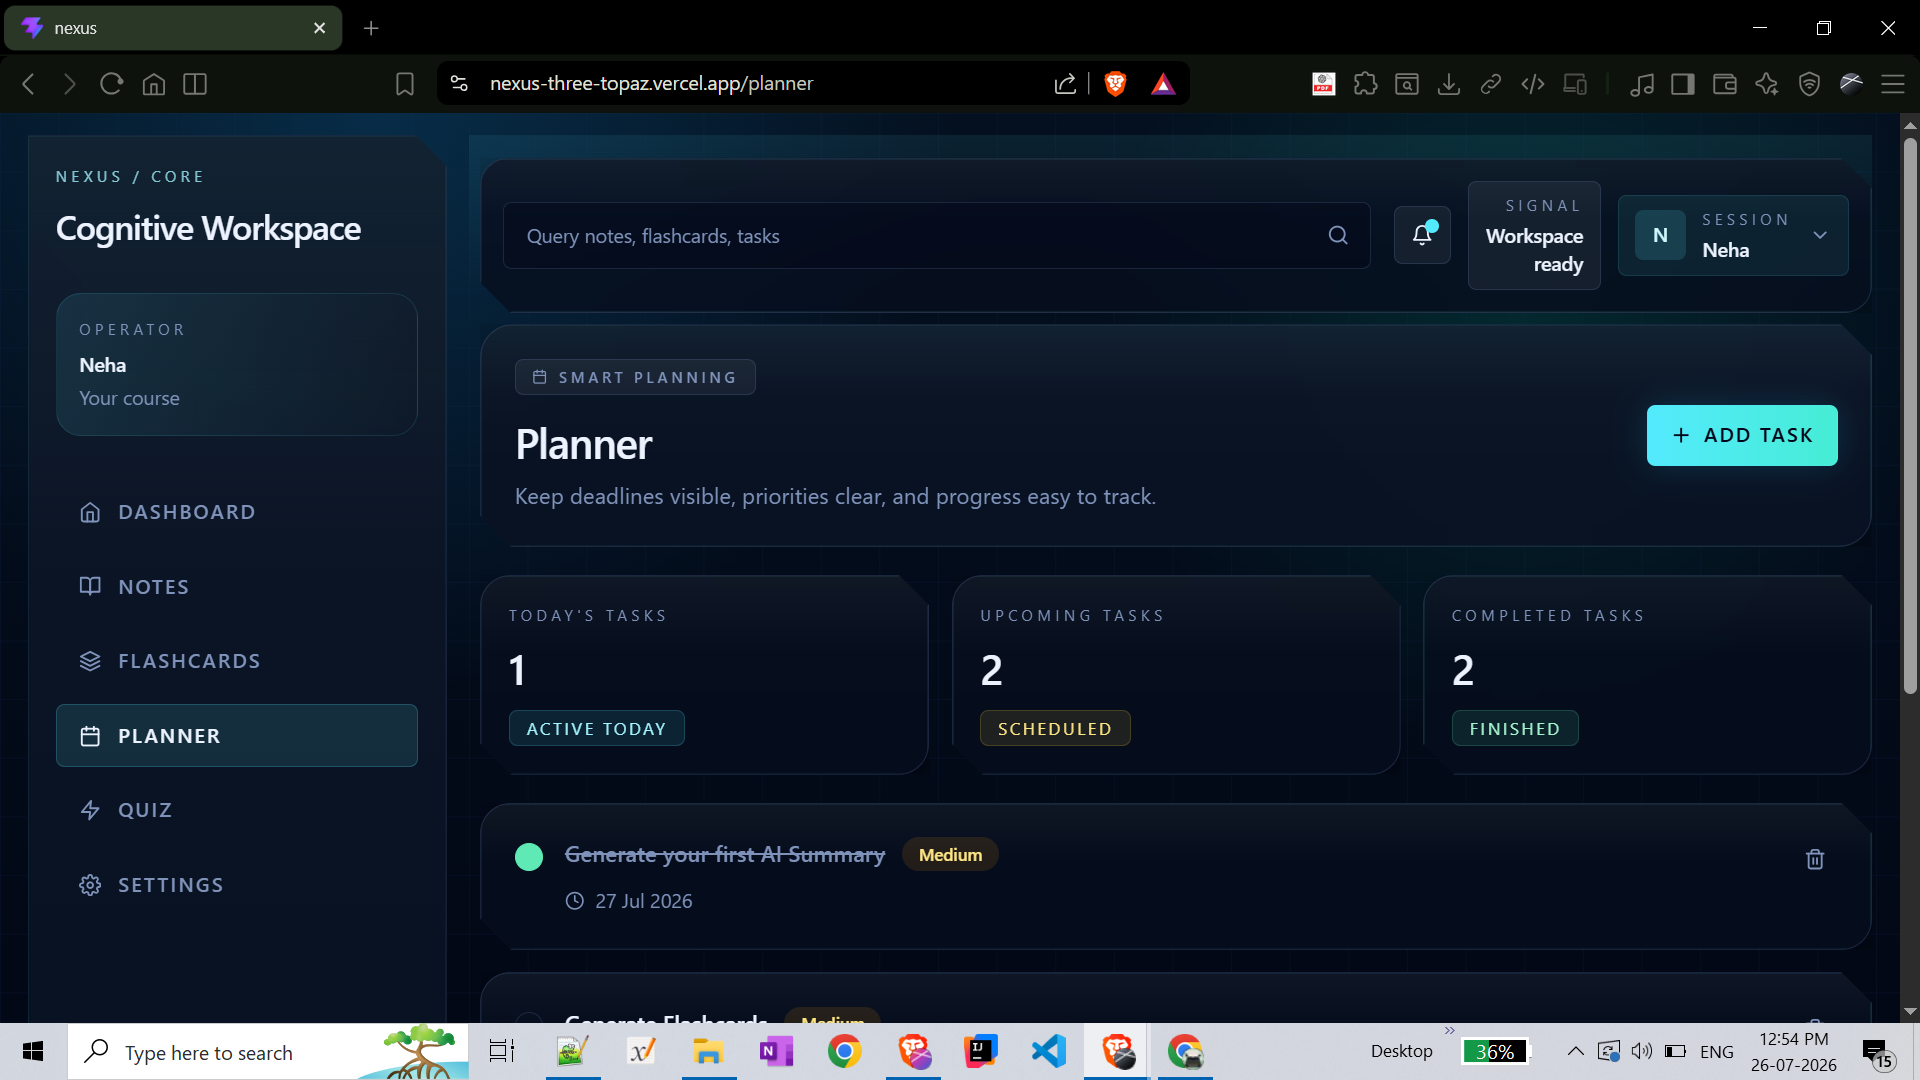 nexus
nexus-three-topaz.vercel.app/planner
PDF
NEXUS / CORE
Cognitive Workspace
OPERATOR
Neha
Your course
DASHBOARD
NOTES
FLASHCARDS
PLANNER
QUIZ
SETTINGS
Query notes, flashcards, tasks
SIGNAL
Workspace
ready
N
SESSION
Neha
SMART PLANNING
Planner
Keep deadlines visible, priorities clear, and progress easy to track.
+ ADD TASK
TODAY'S TASKS
1
ACTIVE TODAY
UPCOMING TASKS
2
SCHEDULED
COMPLETED TASKS
2
FINISHED
Generate your first AI Summary
Medium
27 Jul 2026
Generate Flashcards
Medium
Type here to search
Desktop
36%
ENG
12:54 PM
26-07-2026
15